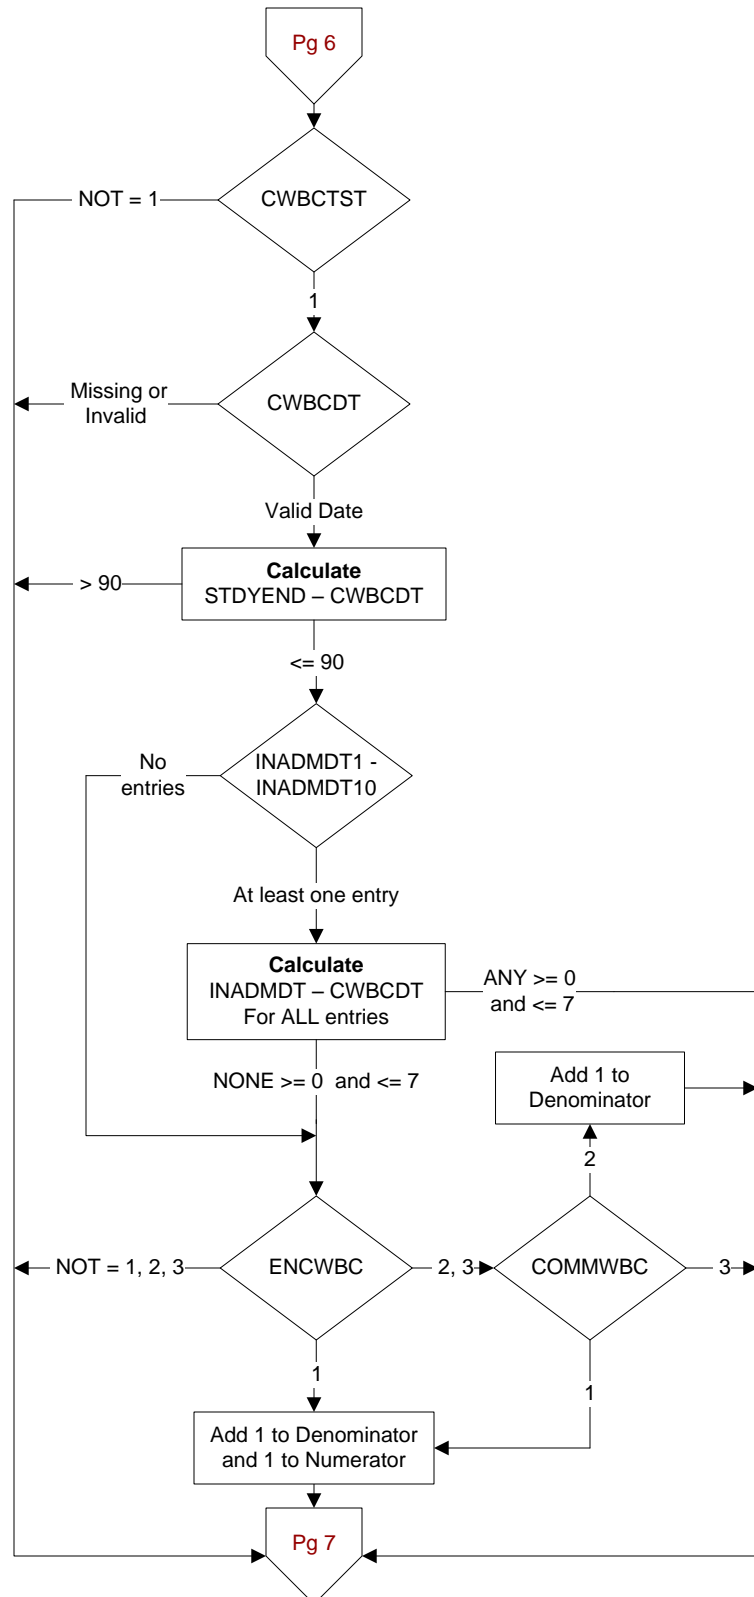 Pg 6
CWBCTST
NOT = 1
1
CWBCDT
Missing or
Invalid
Valid Date
Calculate
STDYEND – CWBCDT
> 90
<= 90
INADMDT1 -
INADMDT10
No
entries
At least one entry
Calculate
INADMDT – CWBCDT
For ALL entries
ANY >= 0
and <= 7
NONE >= 0 and <= 7
Add 1 to
Denominator
2
NOT = 1, 2, 3
ENCWBC
2, 3
COMMWBC
3
1
1
Add 1 to Denominator
and 1 to Numerator
Pg 7